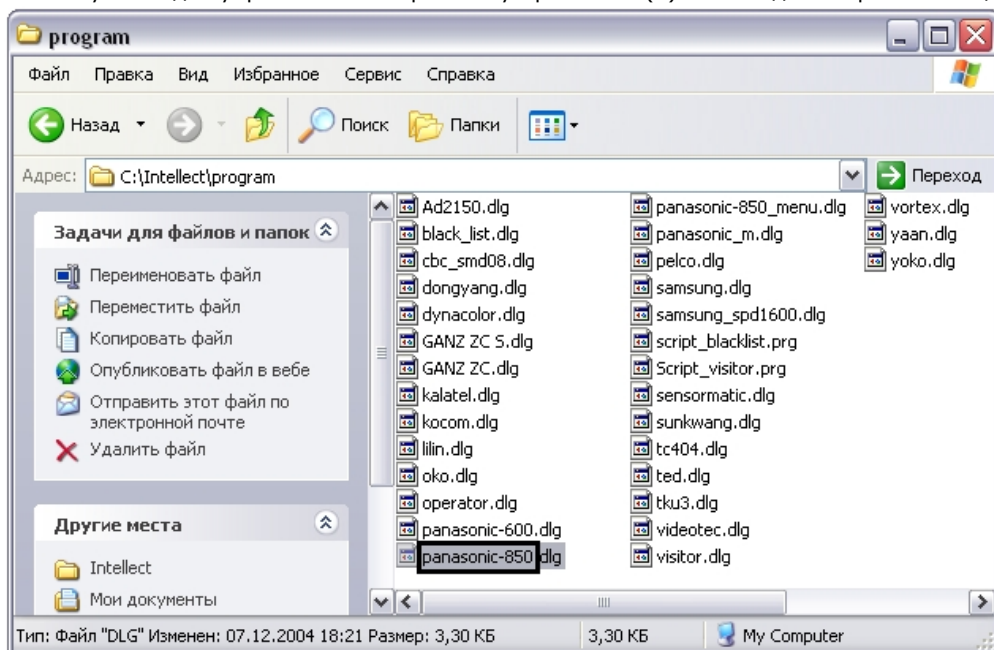 program
Файл Правка Вид Избранное Сервис Справка
Назад Поиск Папки
Адрес: C:\Intellect\program Переход
Задачи для файлов и папок
Переименовать файл
Переместить файл
Копировать файл
Опубликовать файл в вебе
Отправить этот файл по
электронной почте
Удалить файл
Другие места
Intellect
Мои документы
Ad2150.dlg
black_list.dlg
cbc_smd08.dlg
dongyang.dlg
dynacolor.dlg
GANZ ZC S.dlg
GANZ ZC.dlg
kalatel.dlg
kocom.dlg
lilin.dlg
oko.dlg
operator.dlg
panasonic-600.dlg
panasonic-850 dlg
panasonic-850_menu.dlg
panasonic_m.dlg
pelco.dlg
samsung.dlg
samsung_spd1600.dlg
script_blacklist.prg
Script_visitor.prg
sensormatic.dlg
sunkwang.dlg
tc404.dlg
ted.dlg
tku3.dlg
videotec.dlg
visitor.dlg
vortex.dlg
yaan.dlg
yoko.dlg
Тип: Файл "DLG" Изменен: 07.12.2004 18:21 Размер: 3,30 КБ 3,30 КБ My Computer